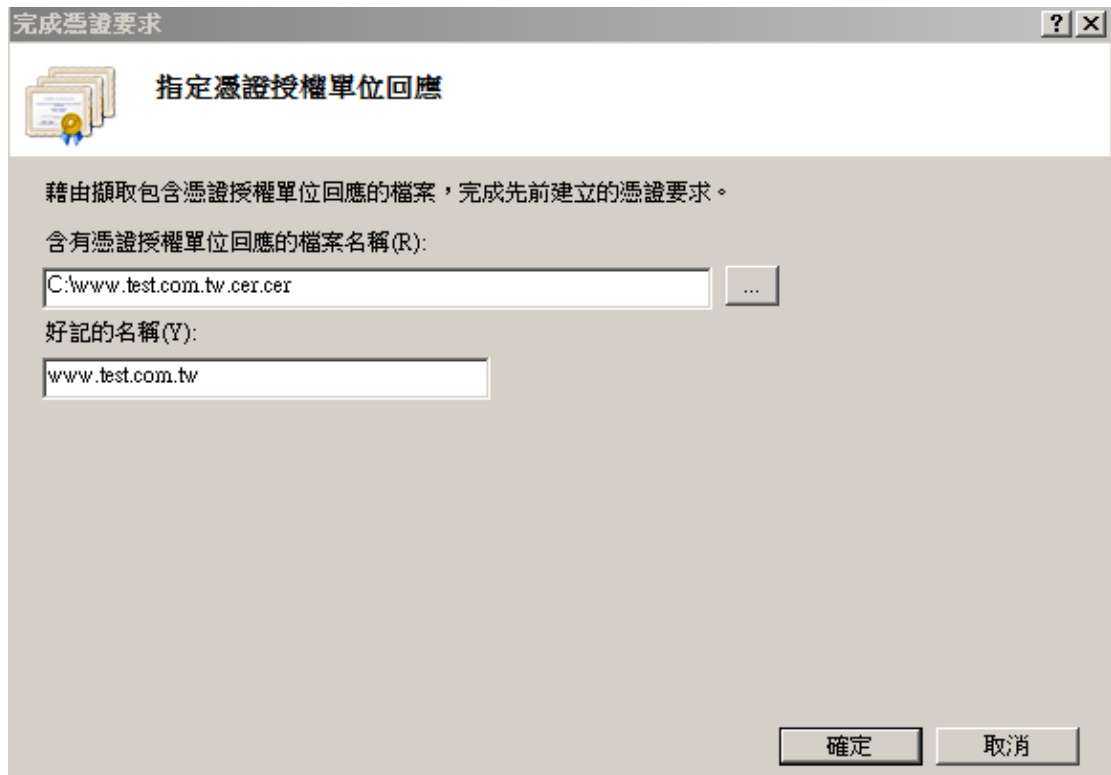 完成憑證要求
指定憑證授權單位回應
藉由擷取包含憑證授權單位回應的檔案，完成先前建立的憑證要求。
含有憑證授權單位回應的檔案名稱(R):
C:\www.test.com.tw.cer.cer
...
好記的名稱(Y):
www.test.com.tw
確定 取消